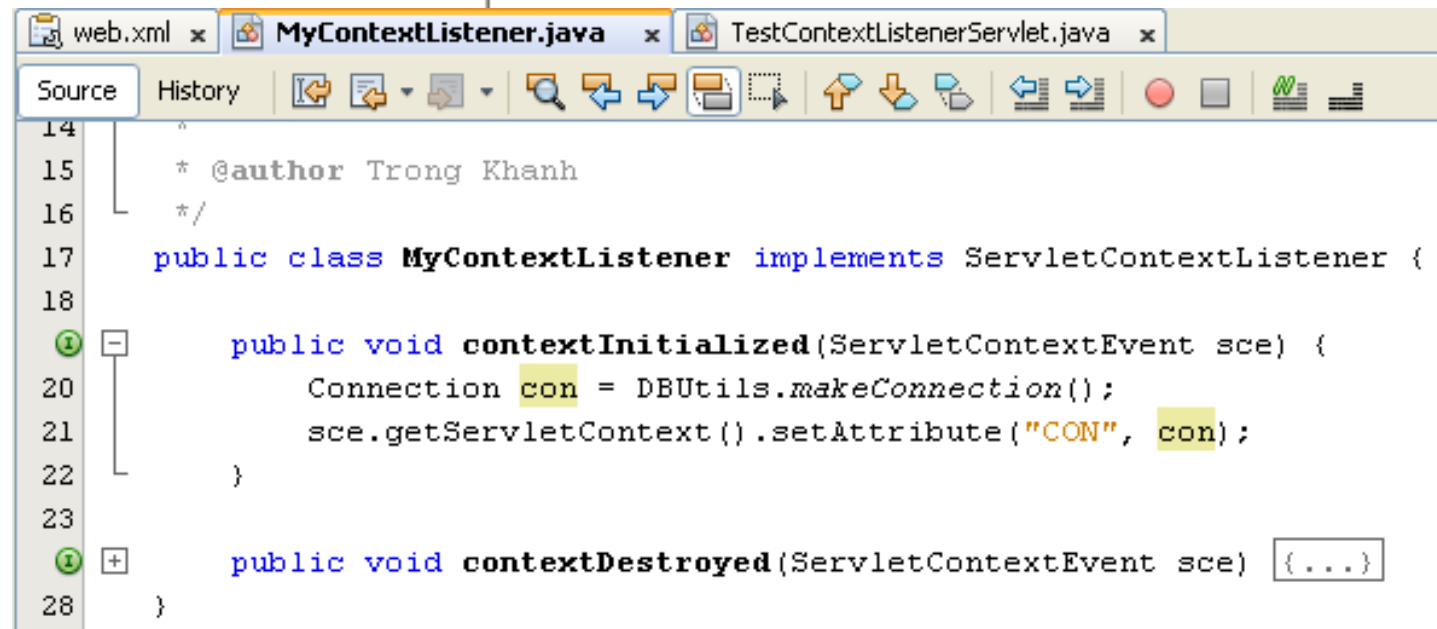 web.xml x MyContextListener.java x TestContextListenerServlet.java x
Source History
14 *
15 * @author Trong Khanh
16 */
17 public class MyContextListener implements ServletContextListener {
18
public void contextInitialized(ServletContextEvent sce) {
20 Connection con = DBUtils.makeConnection();
21 sce.getServletContext().setAttribute("CON", con);
22 }
23
public void contextDestroyed(ServletContextEvent sce) {...}
28 }